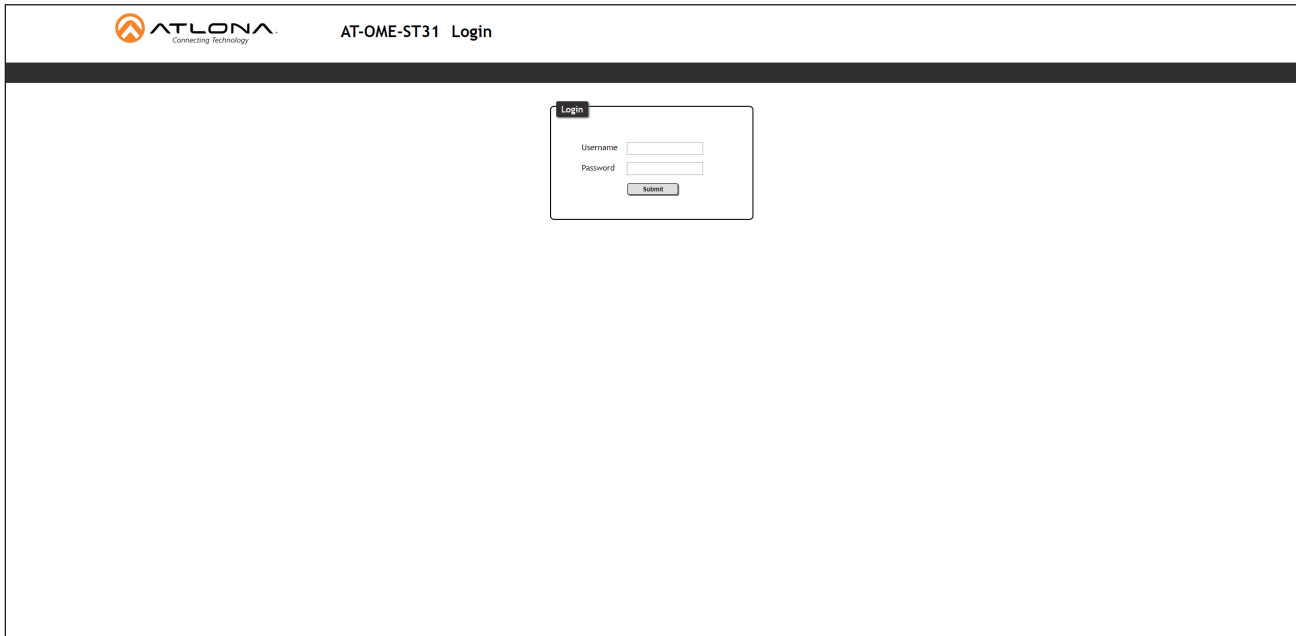 ATLONA.
Connecting Technology
AT-OME-ST31 Login
Login
Username
Password
Submit